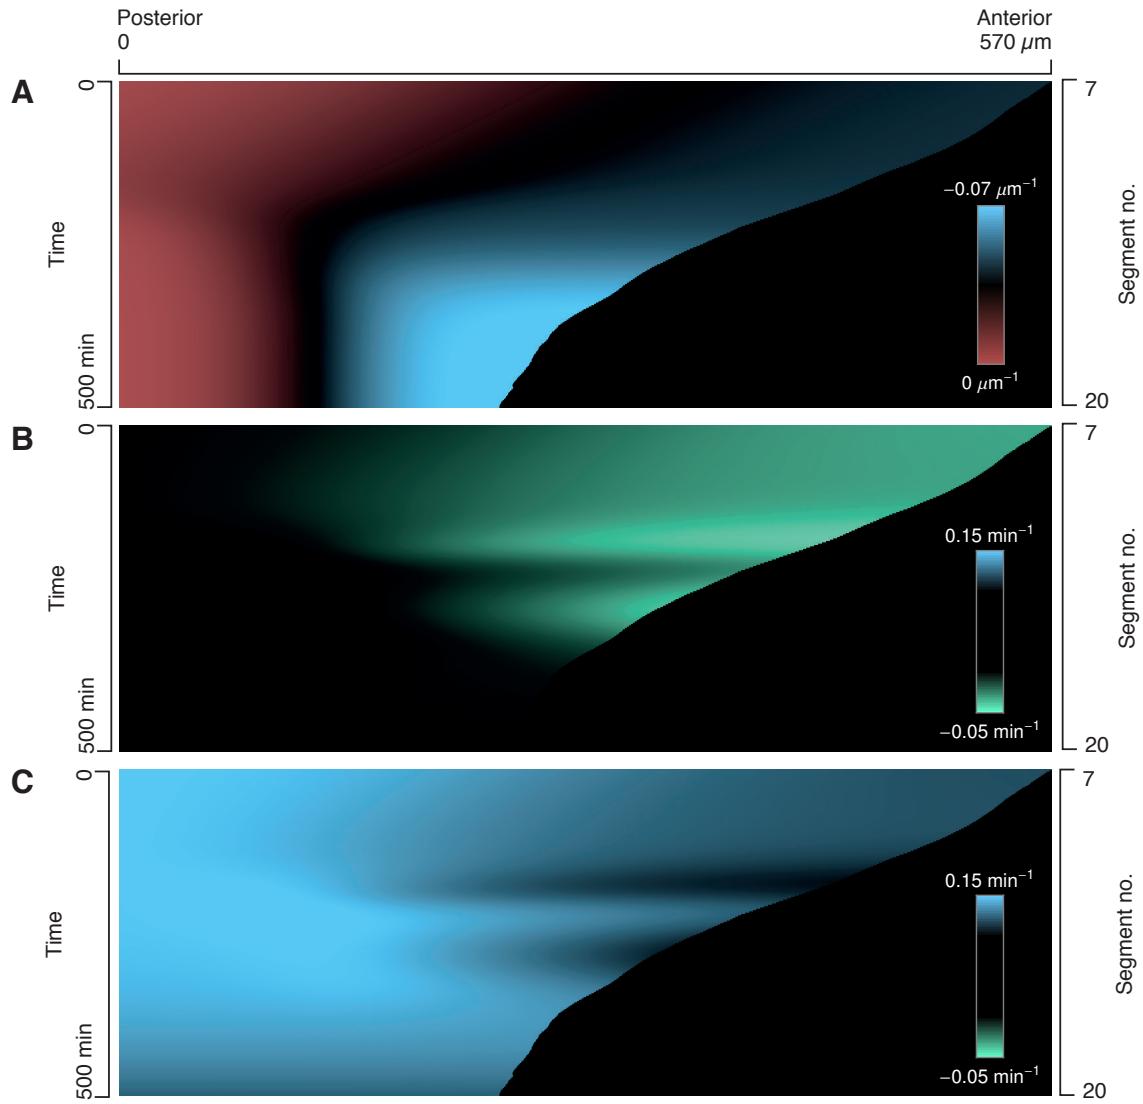 Posterior
0
Anterior
570 µm
A
0
Time
500 min
7
Segment no.
20
−0.07 µm⁻¹
0 µm⁻¹
B
0
Time
500 min
7
Segment no.
20
0.15 min⁻¹
−0.05 min⁻¹
C
0
Time
500 min
7
Segment no.
20
0.15 min⁻¹
−0.05 min⁻¹